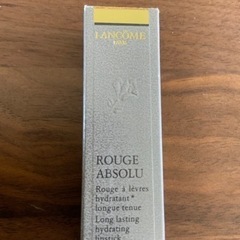 LANCÔME
PARIS
ROUGE
ABSOLU
Rouge à lèvres
hydratant*
longue tenue
Long lasting
hydrating
lipstick